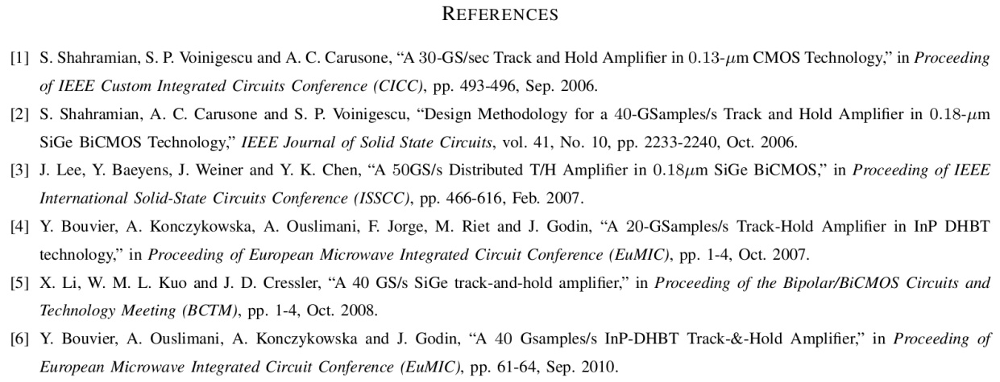 REFERENCES
[1] S. Shahramian, S. P. Voinigescu and A. C. Carusone, “A 30-GS/sec Track and Hold Amplifier in 0.13-μm CMOS Technology,” in Proceeding
of IEEE Custom Integrated Circuits Conference (CICC), pp. 493-496, Sep. 2006.
[2] S. Shahramian, A. C. Carusone and S. P. Voinigescu, “Design Methodology for a 40-GSamples/s Track and Hold Amplifier in 0.18-μm
SiGe BiCMOS Technology,” IEEE Journal of Solid State Circuits, vol. 41, No. 10, pp. 2233-2240, Oct. 2006.
[3] J. Lee, Y. Baeyens, J. Weiner and Y. K. Chen, “A 50GS/s Distributed T/H Amplifier in 0.18μm SiGe BiCMOS,” in Proceeding of IEEE
International Solid-State Circuits Conference (ISSCC), pp. 466-616, Feb. 2007.
[4] Y. Bouvier, A. Konczykowska, A. Ouslimani, F. Jorge, M. Riet and J. Godin, “A 20-GSamples/s Track-Hold Amplifier in InP DHBT
technology,” in Proceeding of European Microwave Integrated Circuit Conference (EuMIC), pp. 1-4, Oct. 2007.
[5] X. Li, W. M. L. Kuo and J. D. Cressler, “A 40 GS/s SiGe track-and-hold amplifier,” in Proceeding of the Bipolar/BiCMOS Circuits and
Technology Meeting (BCTM), pp. 1-4, Oct. 2008.
[6] Y. Bouvier, A. Ouslimani, A. Konczykowska and J. Godin, “A 40 Gsamples/s InP-DHBT Track-&-Hold Amplifier,” in Proceeding of
European Microwave Integrated Circuit Conference (EuMIC), pp. 61-64, Sep. 2010.